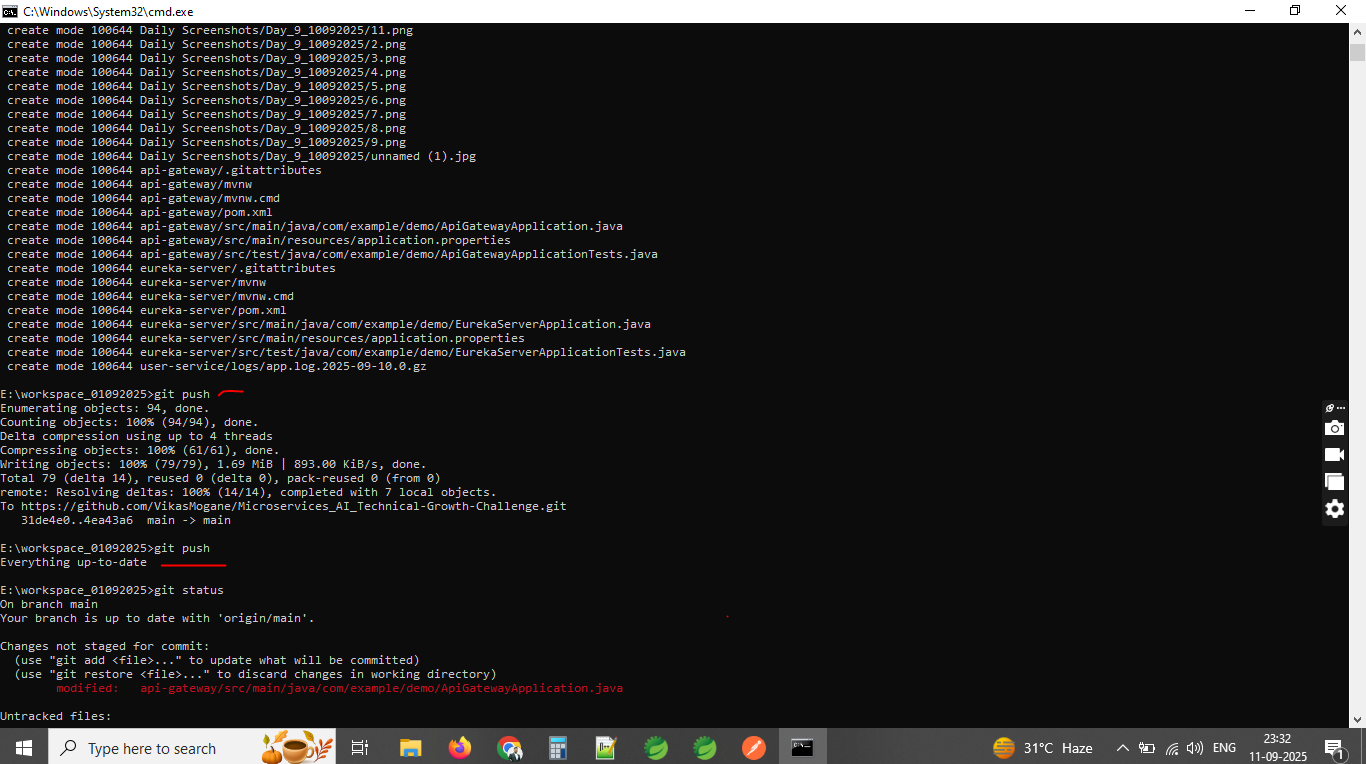 C:\Windows\System32\cmd.exe
create mode 100644 Daily Screenshots/Day_9_10092025/11.png
create mode 100644 Daily Screenshots/Day_9_10092025/2.png
create mode 100644 Daily Screenshots/Day_9_10092025/3.png
create mode 100644 Daily Screenshots/Day_9_10092025/4.png
create mode 100644 Daily Screenshots/Day_9_10092025/5.png
create mode 100644 Daily Screenshots/Day_9_10092025/6.png
create mode 100644 Daily Screenshots/Day_9_10092025/7.png
create mode 100644 Daily Screenshots/Day_9_10092025/8.png
create mode 100644 Daily Screenshots/Day_9_10092025/9.png
create mode 100644 Daily Screenshots/Day_9_10092025/unnamed (1).jpg
create mode 100644 api-gateway/.gitattributes
create mode 100644 api-gateway/mvnw
create mode 100644 api-gateway/mvnw.cmd
create mode 100644 api-gateway/pom.xml
create mode 100644 api-gateway/src/main/java/com/example/demo/ApiGatewayApplication.java
create mode 100644 api-gateway/src/main/resources/application.properties
create mode 100644 api-gateway/src/test/java/com/example/demo/ApiGatewayApplicationTests.java
create mode 100644 eureka-server/.gitattributes
create mode 100644 eureka-server/mvnw
create mode 100644 eureka-server/mvnw.cmd
create mode 100644 eureka-server/pom.xml
create mode 100644 eureka-server/src/main/java/com/example/demo/EurekaServerApplication.java
create mode 100644 eureka-server/src/main/resources/application.properties
create mode 100644 eureka-server/src/test/java/com/example/demo/EurekaServerApplicationTests.java
create mode 100644 user-service/logs/app.log.2025-09-10.0.gz
E:\workspace_01092025>git push
Enumerating objects: 94, done.
Counting objects: 100% (94/94), done.
Delta compression using up to 4 threads
Compressing objects: 100% (61/61), done.
Writing objects: 100% (79/79), 1.69 MiB | 893.00 KiB/s, done.
Total 79 (delta 14), reused 0 (delta 0), pack-reused 0 (from 0)
remote: Resolving deltas: 100% (14/14), completed with 7 local objects.
To https://github.com/VikasMogane/Microservices_AI_Technical-Growth-Challenge.git
31de4e0..4ea43a6  main -> main
E:\workspace_01092025>git push
Everything up-to-date
E:\workspace_01092025>git status
On branch main
Your branch is up to date with 'origin/main'.
Changes not staged for commit:
(use "git add <file>..." to update what will be committed)
(use "git restore <file>..." to discard changes in working directory)
modified:   api-gateway/src/main/java/com/example/demo/ApiGatewayApplication.java
Untracked files:
Type here to search
31°C Haze
ENG
23:32
11-09-2025
1